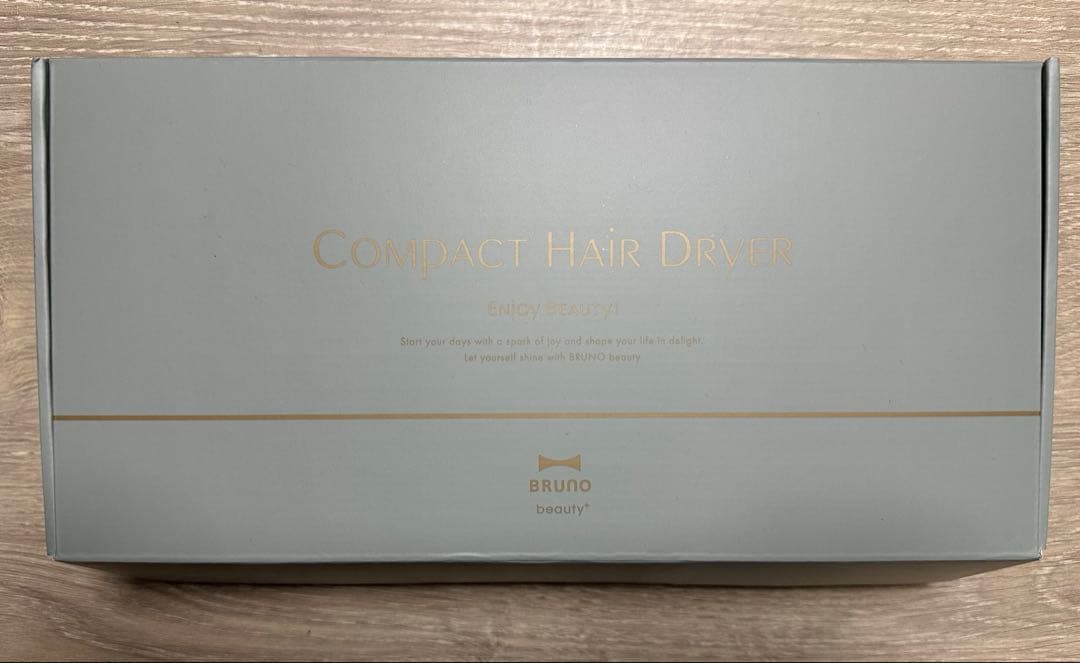 Compact Hair Dryer
Enjoy Beauty!
Start your days with a spark of joy and shape your life in delight.
Let yourself shine with BRUNO beauty
BRUNO
beauty+